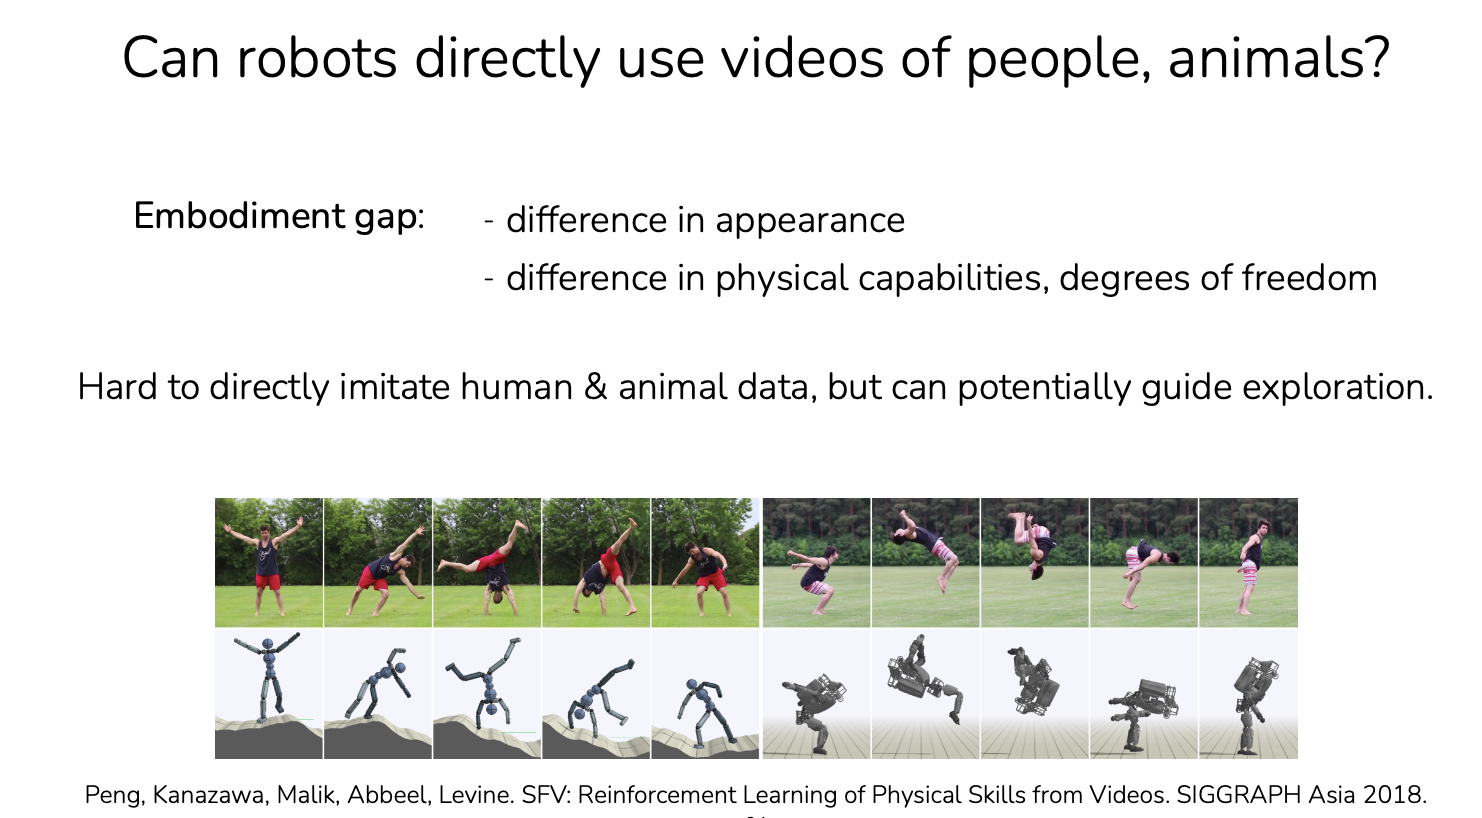 Can robots directly use videos of people, animals?
Embodiment gap:
- difference in appearance
- difference in physical capabilities, degrees of freedom
Hard to directly imitate human & animal data, but can potentially guide exploration.
Peng, Kanazawa, Malik, Abbeel, Levine. SFV: Reinforcement Learning of Physical Skills from Videos. SIGGRAPH Asia 2018.